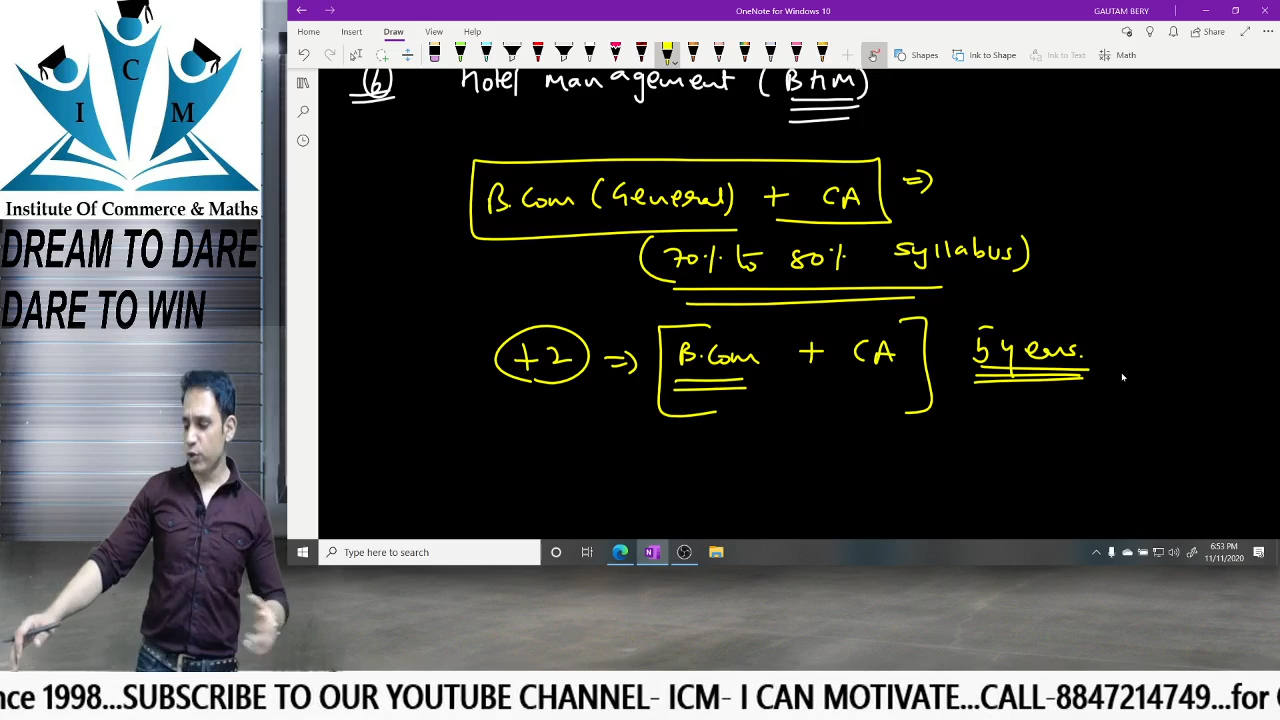 OneNote for Windows 10
GAUTAM BERY
Home Insert Draw View Help
Share
Shapes
Ink to Shape
Ink to Text
Math
I C M
Institute Of Commerce & Maths
DREAM TO DARE
DARE TO WIN
(6) Hotel Management (BHM)
B.Com (General) + CA =>
(70% to 80% syllabus)
+2 => [B.Com + CA] 5 years.
Type here to search
6:53 PM
11/11/2020
nce 1998...SUBSCRIBE TO OUR YOUTUBE CHANNEL- ICM- I CAN MOTIVATE...CALL-8847214749...for C